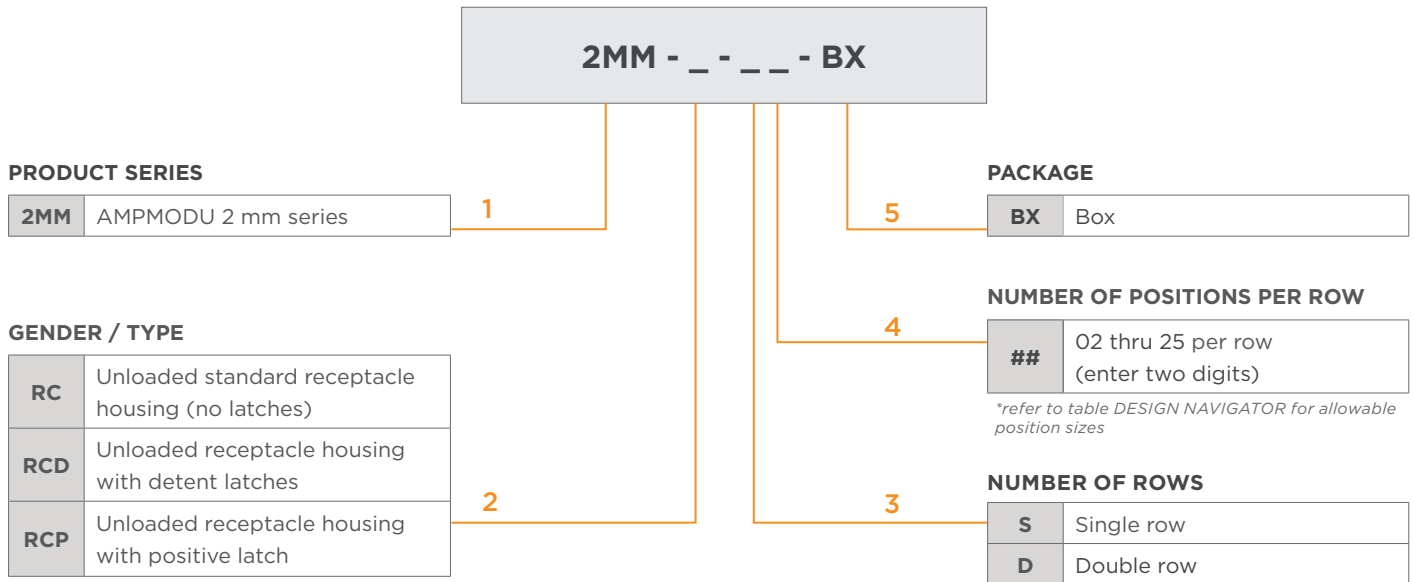 2MM - _ - _ _ - BX
PRODUCT SERIES
2MM AMPMODU 2 mm series
1
GENDER / TYPE
RC Unloaded standard receptacle
housing (no latches)
RCD Unloaded receptacle housing
with detent latches
RCP Unloaded receptacle housing
with positive latch
2
PACKAGE
5
BX Box
NUMBER OF POSITIONS PER ROW
4
## 02 thru 25 per row
(enter two digits)
*refer to table DESIGN NAVIGATOR for allowable
position sizes
NUMBER OF ROWS
3
S Single row
D Double row